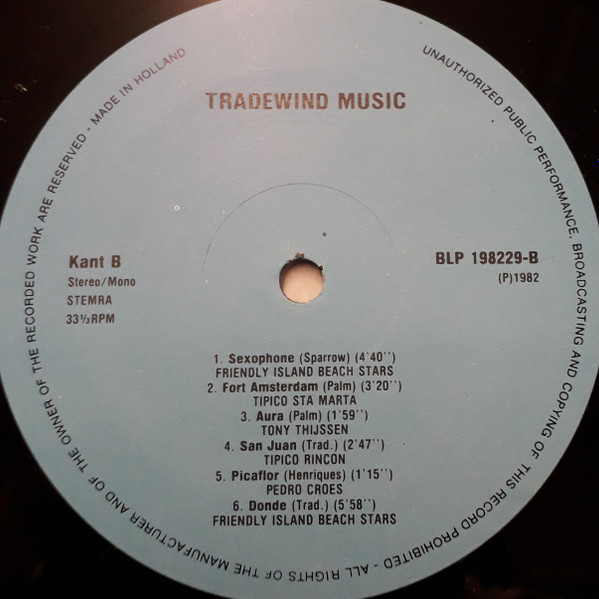 ALL RIGHTS OF THE MANUFACTURER AND OF THE OWNER OF THE RECORDED WORK ARE RESERVED - MADE IN HOLLAND
UNAUTHORIZED PUBLIC PERFORMANCE, BROADCASTING AND COPYING OF THIS RECORD PROHIBITED -
TRADEWIND MUSIC
Kant B
Stereo/Mono
STEMRA
33⅓RPM
BLP 198229-B
(P)1982
1. Sexophone (Sparrow) (4'40'')
FRIENDLY ISLAND BEACH STARS
2. Fort Amsterdam (Palm) (3'20'')
TIPICO STA MARTA
3. Aura (Palm) (1'59'')
TONY THIJSSEN
4. San Juan (Trad.) (2'47'')
TIPICO RINCON
5. Picaflor (Henriques) (1'15'')
PEDRO CROES
6. Donde (Trad.) (5'58'')
FRIENDLY ISLAND BEACH STARS